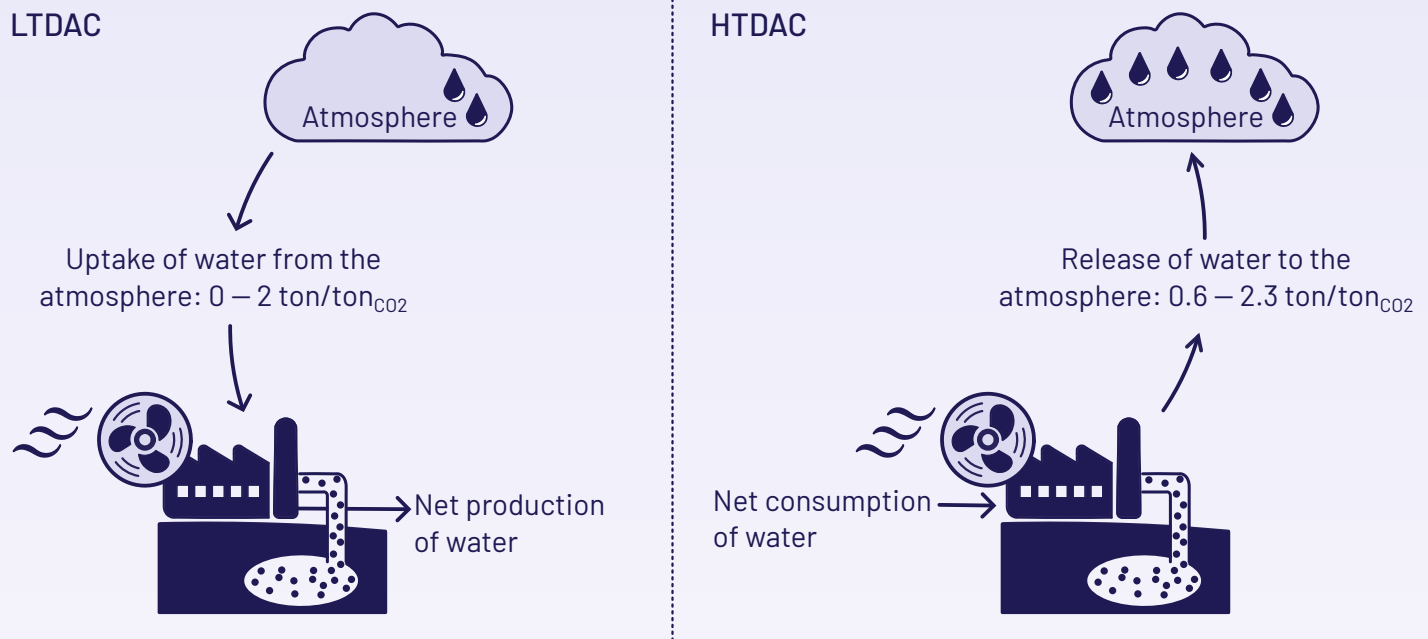 LTDAC
Atmosphere
Uptake of water from the
atmosphere: 0 – 2 ton/tonCO2
Net production
of water
HTDAC
Atmosphere
Release of water to the
atmosphere: 0.6 – 2.3 ton/tonCO2
Net consumption
of water